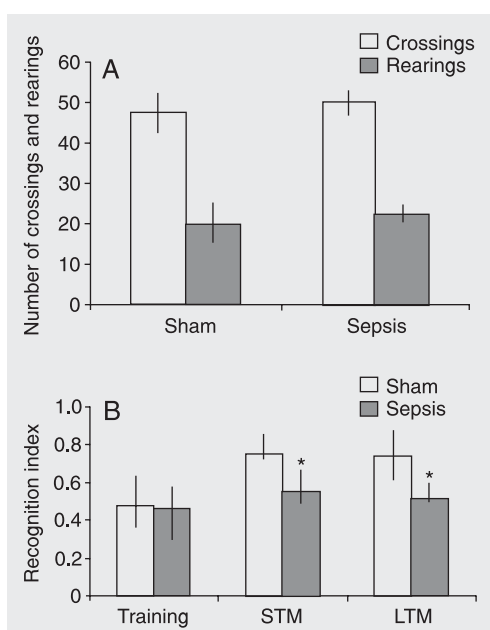 Crossings
Rearings
A
Number of crossings and rearings
60
50
40
30
20
10
0
Sham
Sepsis
Sham
Sepsis
B
Recognition index
1.0
0.8
0.6
0.4
0.2
0
*
*
Training
STM
LTM